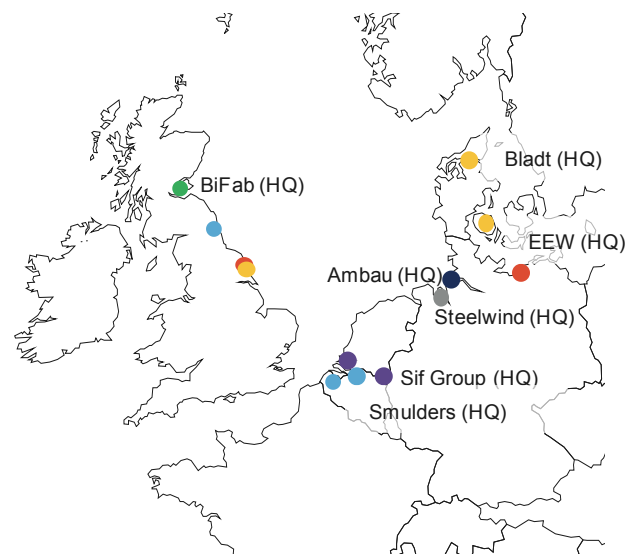 Bladt (HQ)
BiFab (HQ)
EEW (HQ)
Ambau (HQ)
Steelwind (HQ)
Sif Group (HQ)
Smulders (HQ)